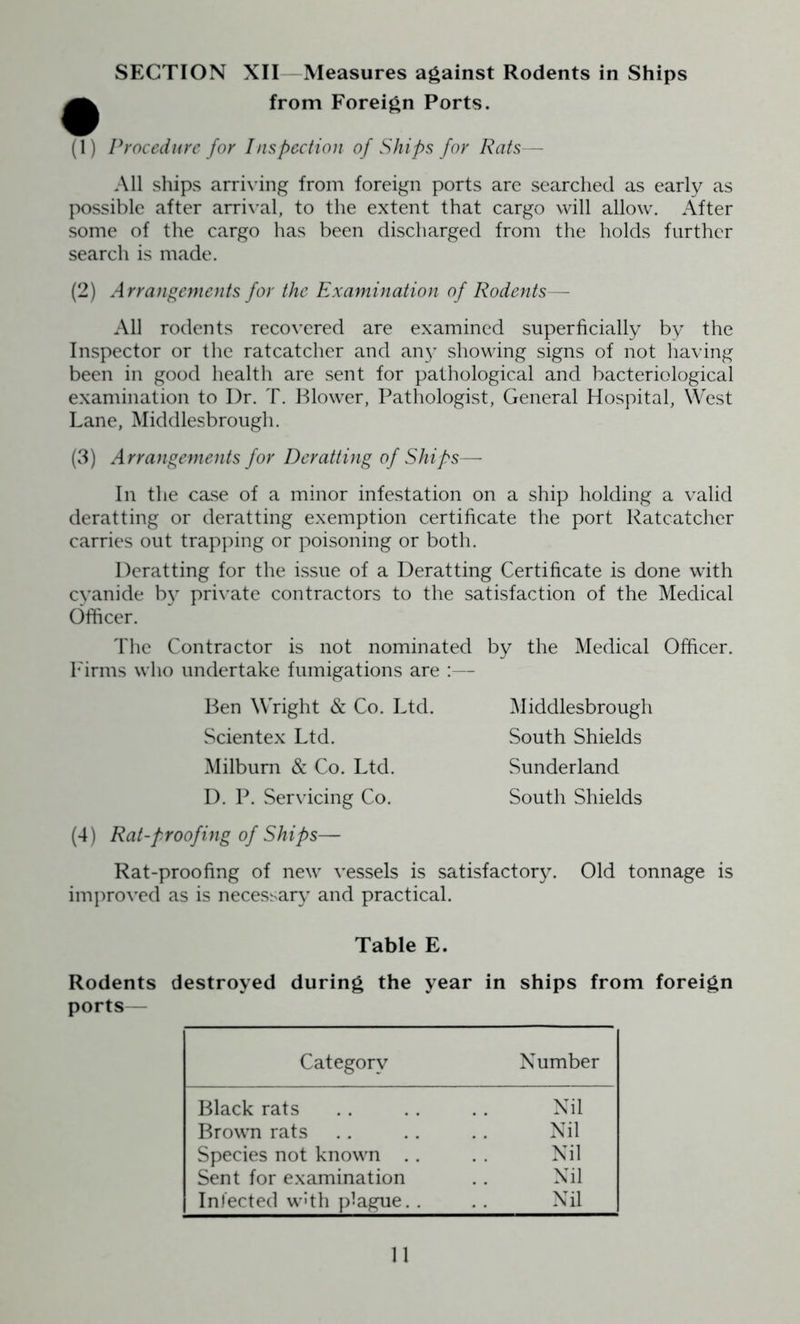 SECTION XII—Measures against Rodents in Ships
from Foreign Ports.
(1) Procedure for Inspection of Ships for Rats—
All ships arriving from foreign ports are searched as early as
possible after arrival, to the extent that cargo will allow. After
some of the cargo has been discharged from the holds further
search is made.
(2) Arrangements for the Examination of Rodents—
All rodents recovered are examined superficially by the
Inspector or the ratcatcher and any showing signs of not having
been in good health are sent for pathological and bacteriological
examination to Dr. T. Blower, Pathologist, General Hospital, West
Lane, Middlesbrough.
(3) Arrangements for Deratting of Ships—
In the case of a minor infestation on a ship holding a valid
deratting or deratting exemption certificate the port Ratcatcher
carries out trapping or poisoning or both.
Deratting for the issue of a Deratting Certificate is done with
cyanide by private contractors to the satisfaction of the Medical
Officer.
The Contractor is not nominated by the Medical Officer.
Firms who undertake fumigations are :—
Ben Wright & Co. Ltd. Middlesbrough
Scientex Ltd. South Shields
Milburn & Co. Ltd. Sunderland
D. P. Servicing Co. South Shields
(4) Rat-proofing of Ships—
Rat-proofing of new vessels is satisfactory. Old tonnage is
improved as is necessary and practical.
Table E.
Rodents destroyed during the year in ships from foreign
ports—
Category Number
Black rats .. .. .. Nil
Brown rats .. .. .. Nil
Species not known .. .. Nil
Sent for examination .. Nil
Infected with plague.. .. Nil
11